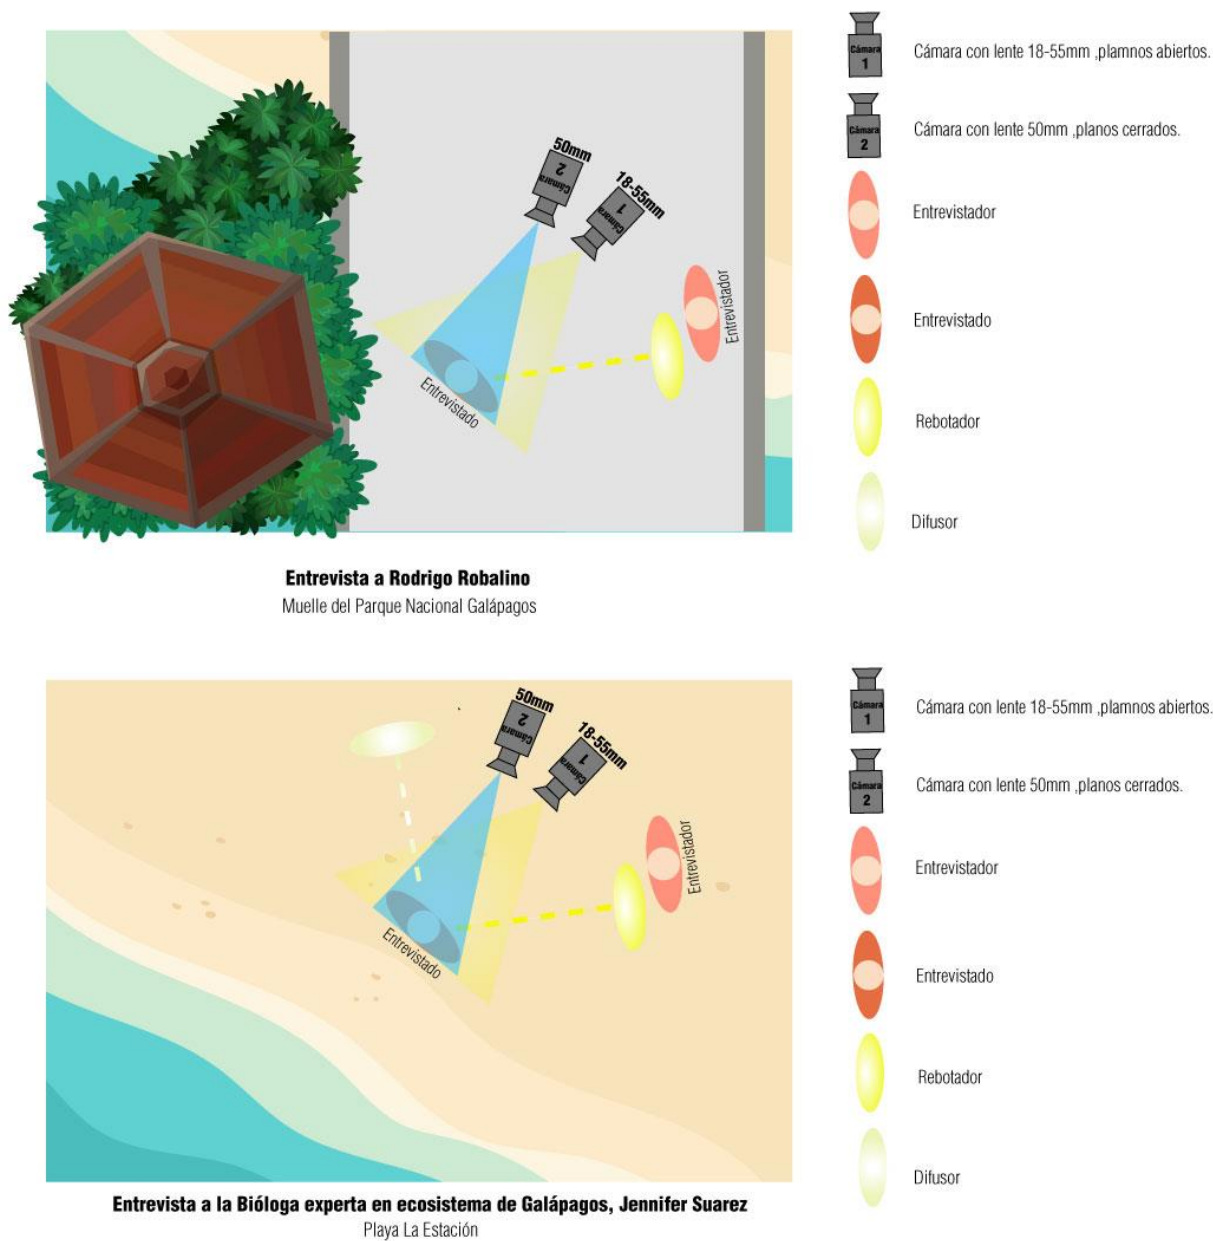 50mm
Cámara
2
18-55mm
Cámara
1
Entrevistador
Entrevistado
Cámara
1
Cámara con lente 18-55mm ,plamnos abiertos.
Cámara
2
Cámara con lente 50mm ,planos cerrados.
Entrevistador
Entrevistado
Rebotador
Difusor
Entrevista a Rodrigo Robalino
Muelle del Parque Nacional Galápagos
50mm
Cámara
2
18-55mm
Cámara
1
Entrevistador
Entrevistado
Cámara
1
Cámara con lente 18-55mm ,plamnos abiertos.
Cámara
2
Cámara con lente 50mm ,planos cerrados.
Entrevistador
Entrevistado
Rebotador
Difusor
Entrevista a la Bióloga experta en ecosistema de Galápagos, Jennifer Suarez
Playa La Estación